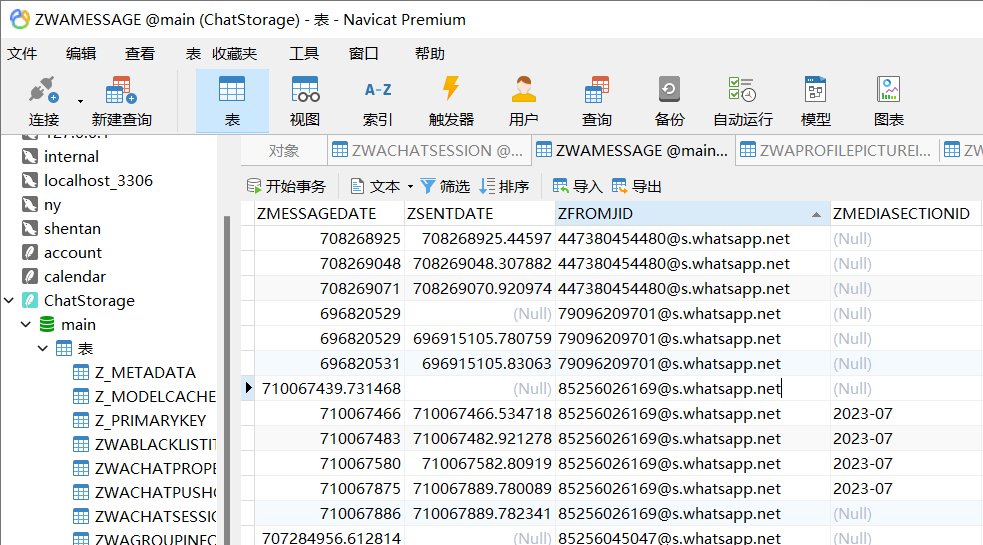 ZWAMESSAGE @main (ChatStorage) - 表 - Navicat Premium
文件 编辑 查看 表 收藏夹 工具 窗口 帮助
A-Z
连接 新建查询 表 视图 索引 触发器 用户 查询 备份 自动运行 模型 图表
对象 ZWACHATSESSION @... ZWAMESSAGE @main... ZWAPROFILEPICTUREI... ZW
开始事务 文本 筛选 排序 导入 导出
127.0.0.1
internal
localhost_3306
ny
shentan
account
calendar
ChatStorage
main
表
Z_METADATA
Z_MODELCACHE
Z_PRIMARYKEY
ZWABLACKLISTIT
ZWACHATPROPE
ZWACHATPUSHC
ZWACHATSESSIC
ZWAGROUPINFC
ZMESSAGEDATE ZSENTDATE ZFROMJID ZMEDIASECTIONID
708268925 708268925.44597 447380454480@s.whatsapp.net (Null)
708269048 708269048.307882 447380454480@s.whatsapp.net (Null)
708269071 708269070.920974 447380454480@s.whatsapp.net (Null)
696820529 (Null) 79096209701@s.whatsapp.net (Null)
696820529 696915105.780759 79096209701@s.whatsapp.net (Null)
696820531 696915105.83063 79096209701@s.whatsapp.net (Null)
710067439.731468 (Null) 85256026169@s.whatsapp.net (Null)
710067466 710067466.534718 85256026169@s.whatsapp.net 2023-07
710067483 710067482.921278 85256026169@s.whatsapp.net 2023-07
710067580 710067582.80919 85256026169@s.whatsapp.net 2023-07
710067875 710067889.780089 85256026169@s.whatsapp.net 2023-07
710067886 710067889.782341 85256026169@s.whatsapp.net (Null)
707284956.612814 (Null) 85256045047@s.whatsapp.net (Null)